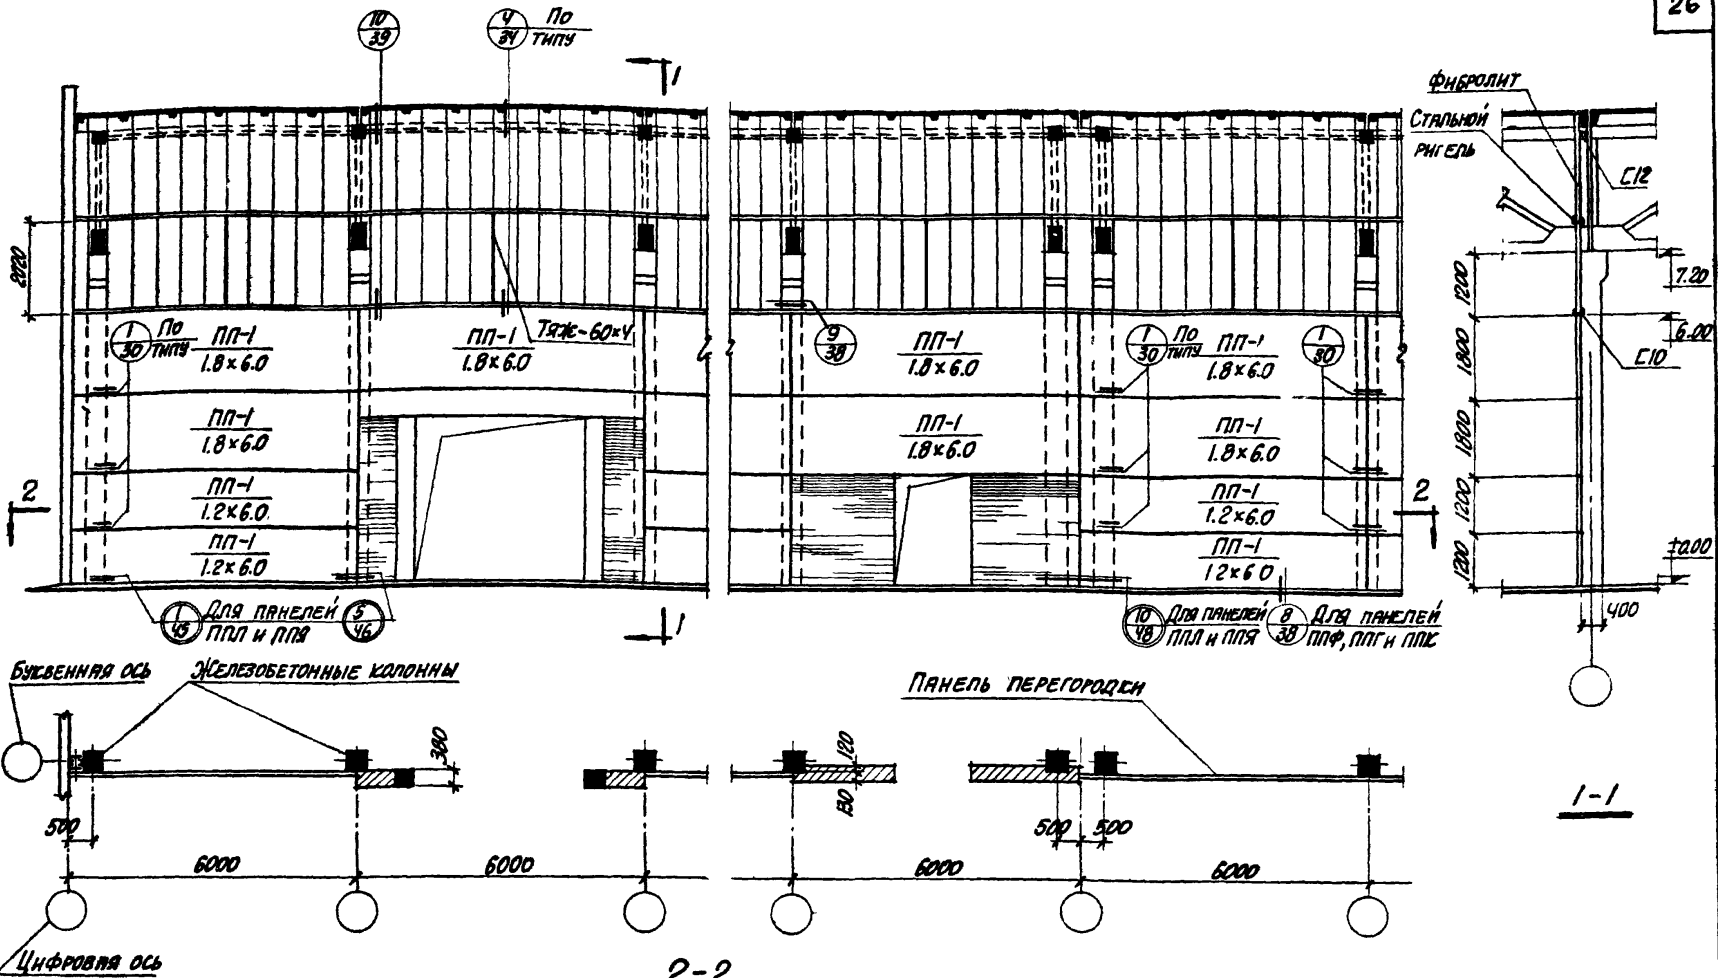 26
10
39
4
34
По
типу
1
Фибролит
Стальной
ригель
С12
2020
7.20
6.00
С10
1200
1800
1800
1200
1200
±0.00
400
1
30
По
типу
ПП-1
1.8×6.0
ПП-1
1.8×6.0
Тяж-60×4
9
38
ПП-1
1.8×6.0
1
30
По
типу
ПП-1
1.8×6.0
1
30
ПП-1
1.8×6.0
ПП-1
1.8×6.0
ПП-1
1.8×6.0
2
ПП-1
1.2×6.0
ПП-1
1.2×6.0
2
ПП-1
1.2×6.0
ПП-1
1.2×6.0
1
45
Для панелей
ППЛ и ППЯ
5
46
1
10
48
Для панелей
ППЛ и ППЯ
8
38
Для панелей
ППФ, ППГ и ППК
Буквенная ось
Железобетонные колонны
Панель перегородки
380
120
130
1-1
500
500
500
6000
6000
6000
6000
Цифровая ось
2-2